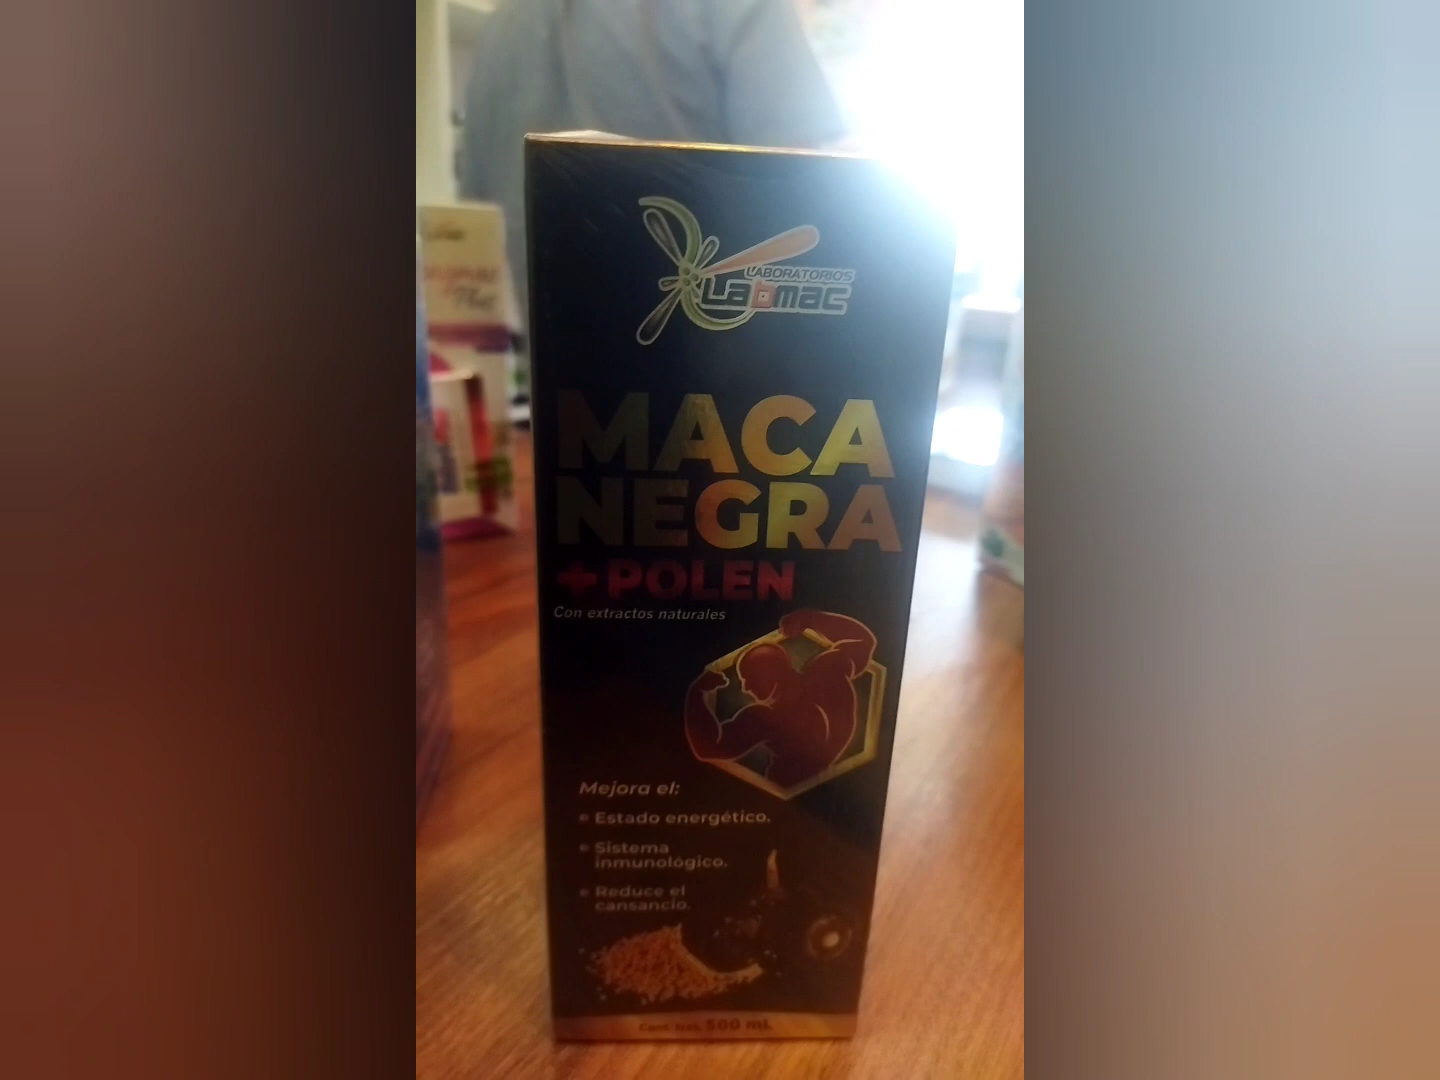 LABORATORIOS
Labmac
MACA
NEGRA
+POLEN
Con extractos naturales
Mejora el:
Estado energético.
Sistema
inmunológico.
Reduce el
cansancio.
Cont. Net. 500 mL